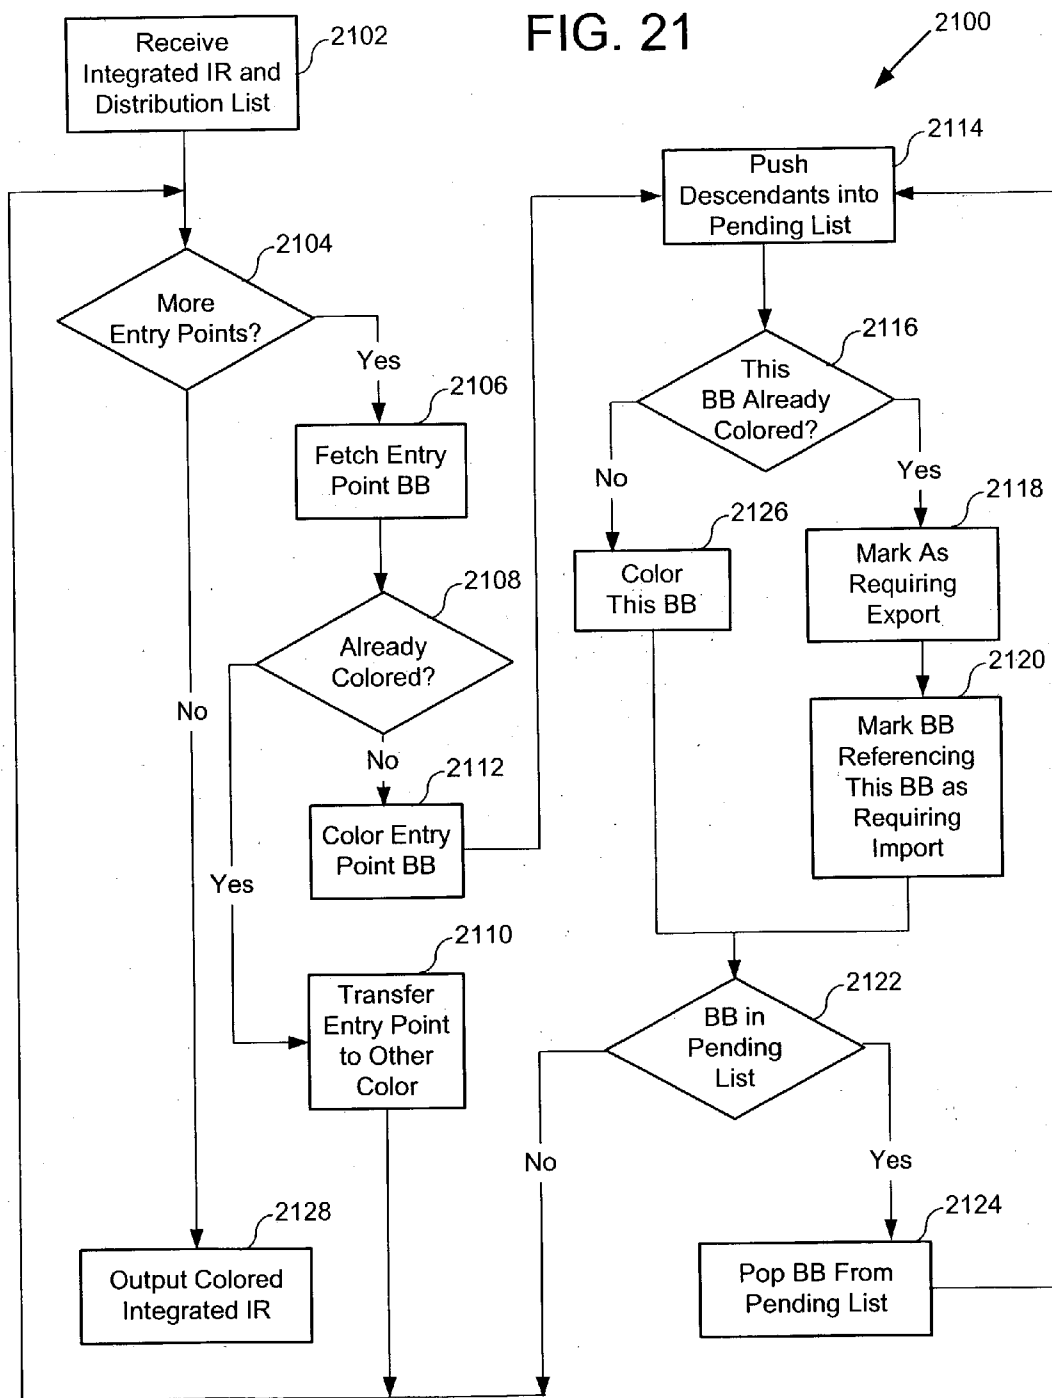 FIG. 21
2100
Receive
Integrated IR and
Distribution List
2102
More
Entry Points?
2104
Yes
No
Fetch Entry
Point BB
2106
Already
Colored?
2108
No
Yes
Color Entry
Point BB
2112
Transfer
Entry Point
to Other
Color
2110
Output Colored
Integrated IR
2128
Push
Descendants into
Pending List
2114
This
BB Already
Colored?
2116
No
Yes
Color
This BB
2126
Mark As
Requiring
Export
2118
Mark BB
Referencing
This BB as
Requiring
Import
2120
BB in
Pending
List
2122
No
Yes
Pop BB From
Pending List
2124